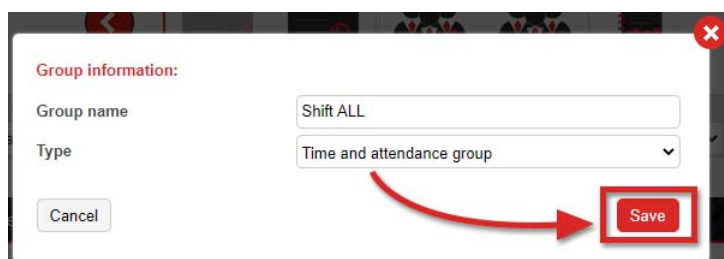 Group information:
Group name Shift ALL
Type Time and attendance group
Cancel Save